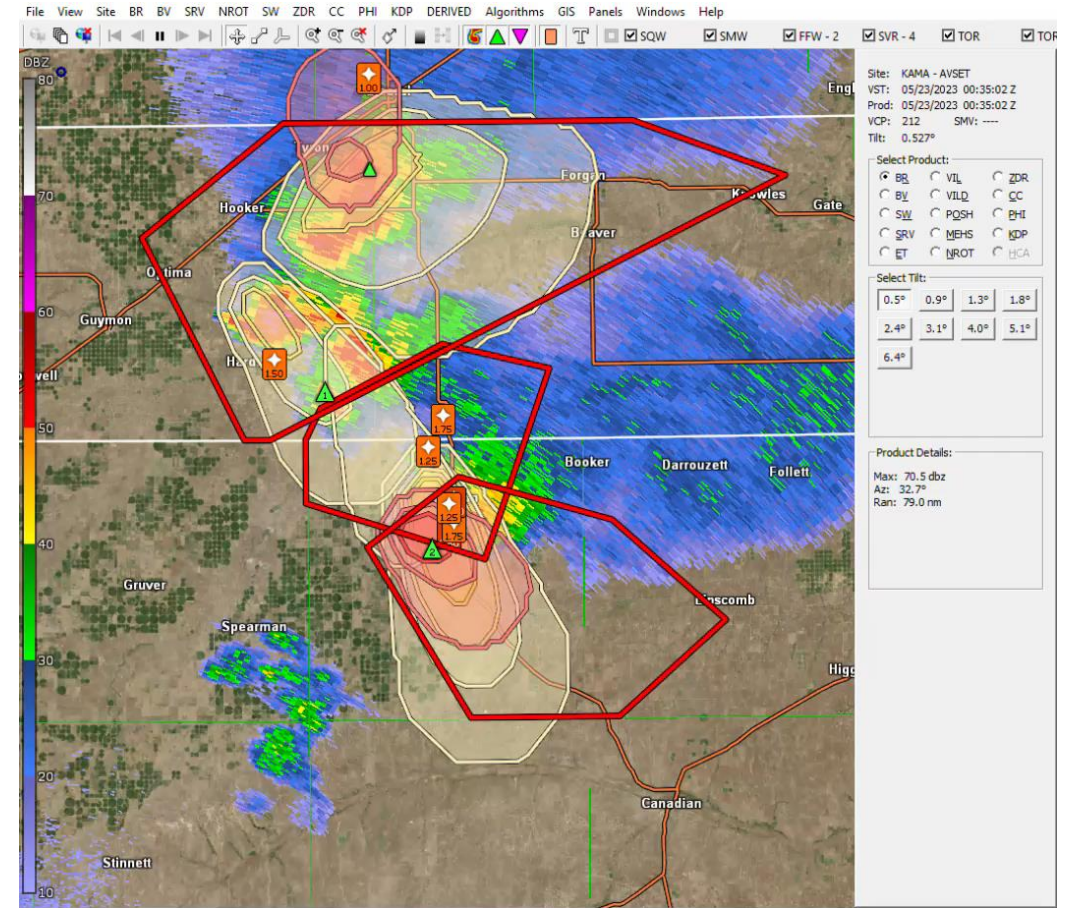 File View Site BR BV SRV NROT SW ZDR CC PHI KDP DERIVED Algorithms GIS Panels Windows Help
SQW SMW FFW - 2 SVR - 4 TOR TOR
DBZ
80
70
60
50
40
30
20
10
1.00
Hooker
Forgan
Knowles
Gate
Beaver
Optima
Guymon
1.50
1
1.75
1.25
Booker
Darrouzett
Follett
1.25
1.75
2
Gruver
Spearman
Lipscomb
Higg
Canadian
Stinnett
Site: KAMA - AVSET
VST: 05/23/2023 00:35:02 Z
Prod: 05/23/2023 00:35:02 Z
VCP: 212 SMV: ----
Tilt: 0.527°
Select Product:
BR VIL ZDR
BV VILD CC
SW POSH PHI
SRV MEHS KDP
ET NROT HCA
Select Tilt:
0.5° 0.9° 1.3° 1.8°
2.4° 3.1° 4.0° 5.1°
6.4°
Product Details:
Max: 70.5 dbz
Az: 32.7°
Ran: 79.0 nm